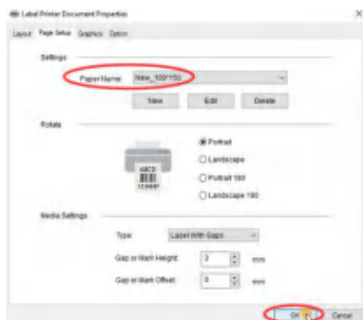 Label Printer Document Properties
Layout Page Setup Graphics Option
Settings
Paper Name: New_100*150
New Edit Delete
Rotate
ABCD
Portrait
Landscape
Portrait 180
Landscape 180
Media Settings
Type: Label With Gaps
Gap or Mark Height: 3 mm
Gap or Mark Offset: 0 mm
OK Cancel